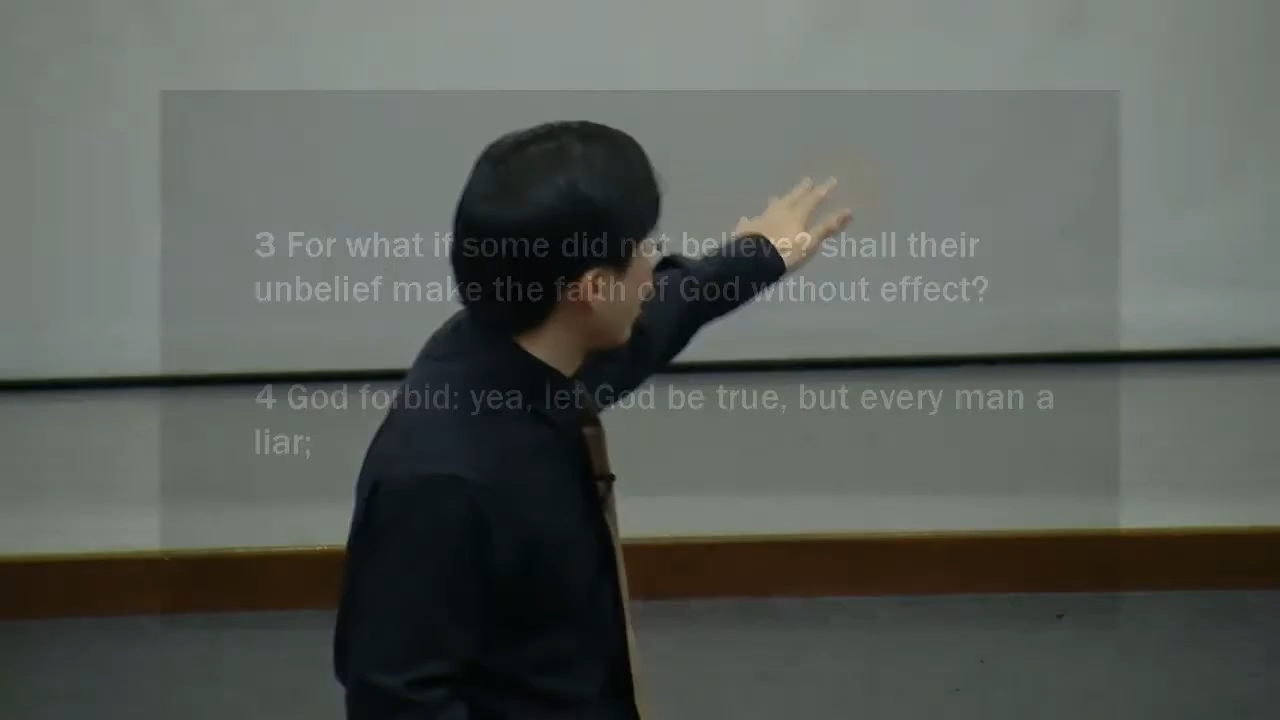 3 For what if some did not believe? shall their
unbelief make the faith of God without effect?
4 God forbid: yea, let God be true, but every man a
liar;